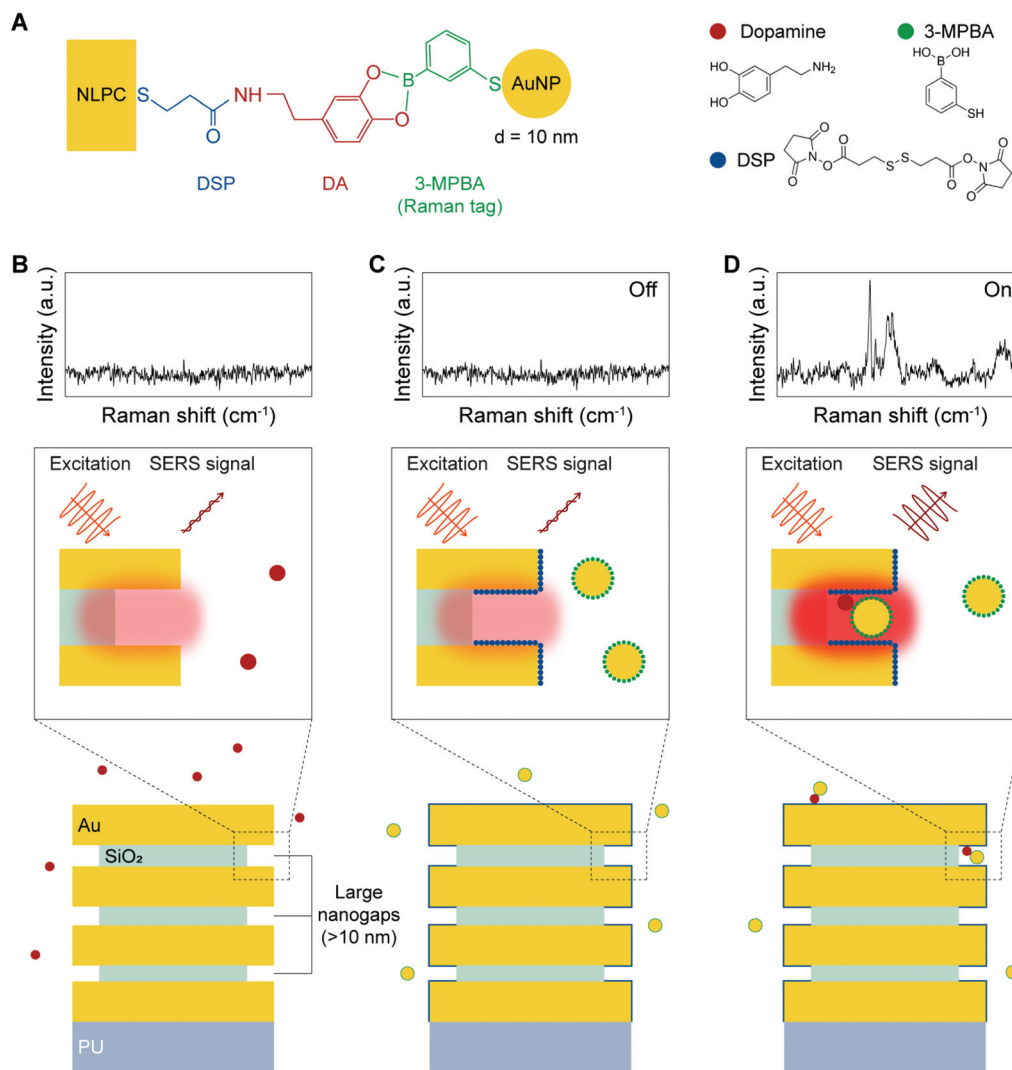 A
NLPC
S
O
NH
O
O
B
S
AuNP
d = 10 nm
DSP
DA
3-MPBA
(Raman tag)
Dopamine
HO
HO
NH₂
3-MPBA
HO
OH
B
SH
DSP
O
N
O
O
O
S
S
O
O
O
N
O
B
Intensity (a.u.)
Raman shift (cm⁻¹)
Excitation
SERS signal
Au
SiO₂
Large
nanogaps
(>10 nm)
PU
C
Intensity (a.u.)
Off
Raman shift (cm⁻¹)
Excitation
SERS signal
D
Intensity (a.u.)
On
Raman shift (cm⁻¹)
Excitation
SERS signal